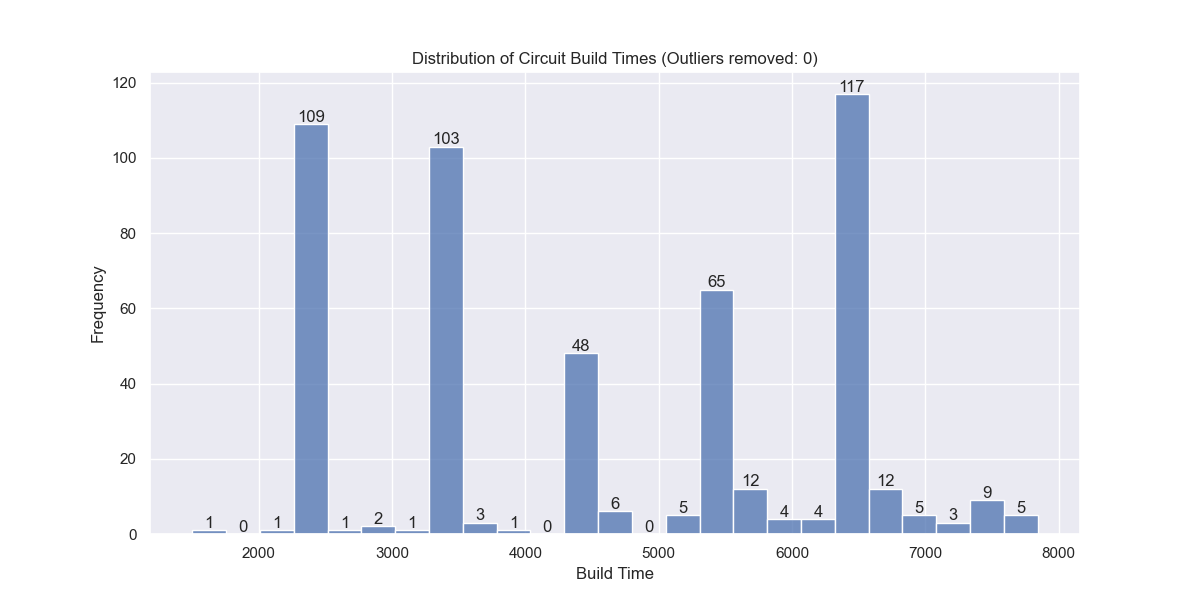 Distribution of Circuit Build Times (Outliers removed: 0)
120
100
80
60
40
20
0
Frequency
1 0 1 109 1 2 1 103 3 1 0 48 6 0 5 65 12 4 4 117 12 5 3 9 5
2000 3000 4000 5000 6000 7000 8000
Build Time